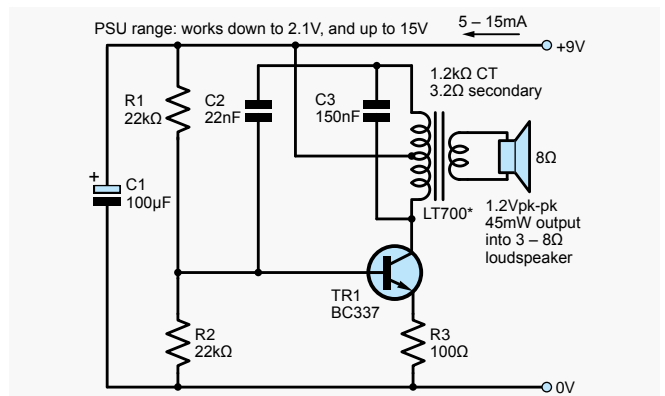 PSU range: works down to 2.1V, and up to 15V
5 – 15mA
+9V
R1
22kΩ
C2
22nF
C3
150nF
1.2kΩ CT
3.2Ω secondary
8Ω
+
C1
100µF
LT700*
1.2Vpk-pk
45mW output
into 3 – 8Ω
loudspeaker
TR1
BC337
R2
22kΩ
R3
100Ω
0V